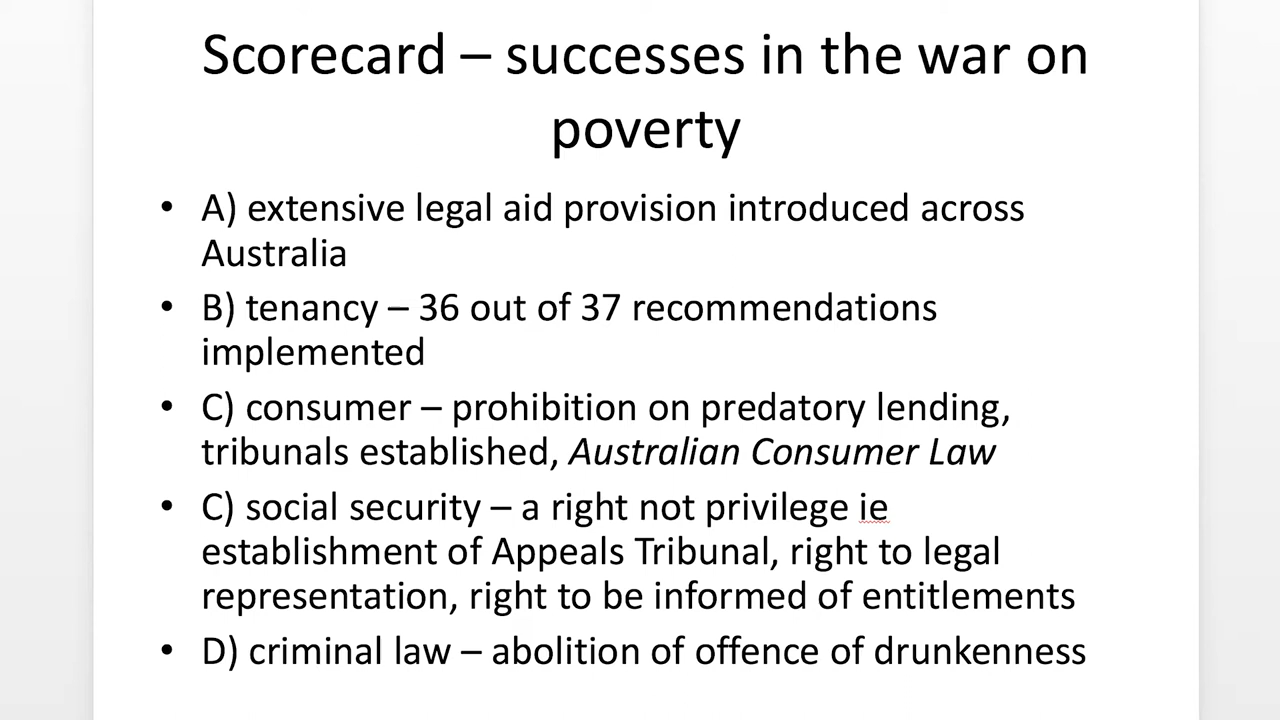 Scorecard – successes in the war on
poverty
• A) extensive legal aid provision introduced across
Australia
• B) tenancy – 36 out of 37 recommendations
implemented
• C) consumer – prohibition on predatory lending,
tribunals established, Australian Consumer Law
• C) social security – a right not privilege ie
establishment of Appeals Tribunal, right to legal
representation, right to be informed of entitlements
• D) criminal law – abolition of offence of drunkenness